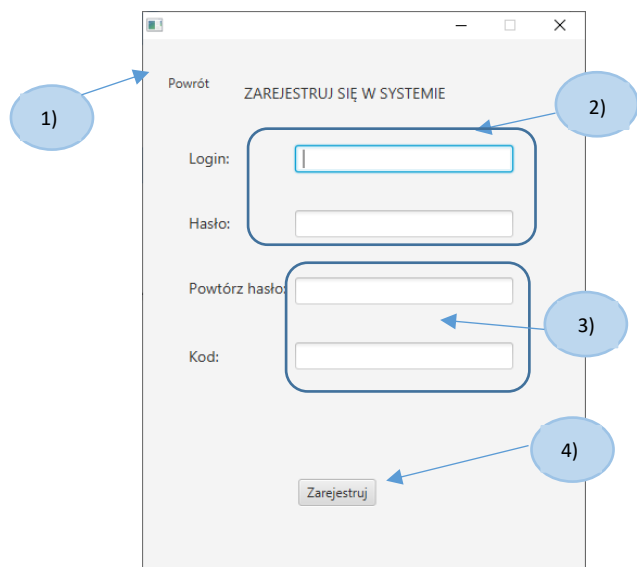 1)
Powrót
ZAREJESTRUJ SIĘ W SYSTEMIE
2)
Login:
Hasło:
Powtórz hasło:
3)
Kod:
4)
Zarejestruj